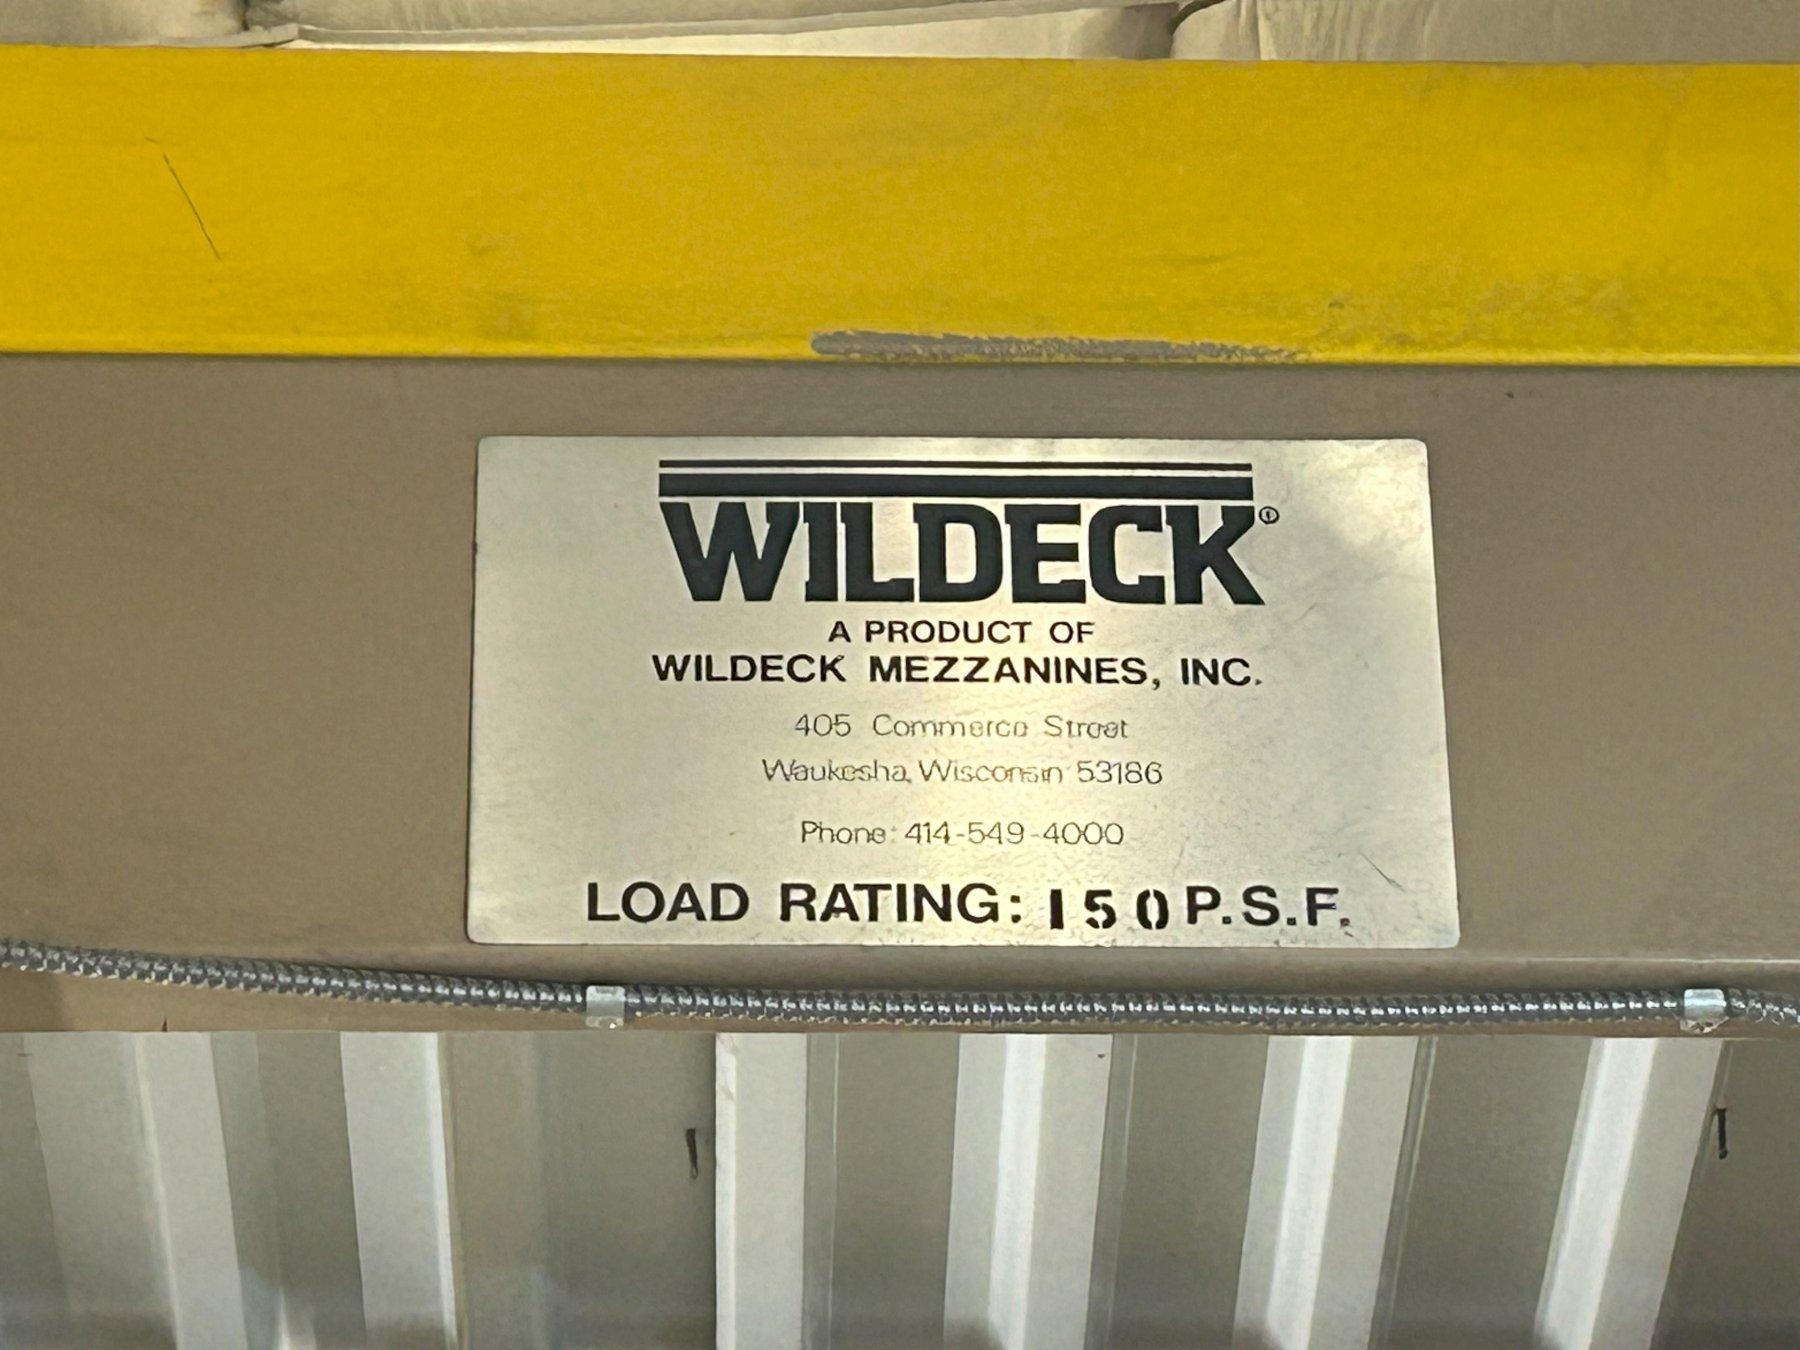 WILDECK®
A PRODUCT OF
WILDECK MEZZANINES, INC.
405 Commerce Street
Waukesha, Wisconsin 53186
Phone: 414-549-4000
LOAD RATING: 150 P.S.F.